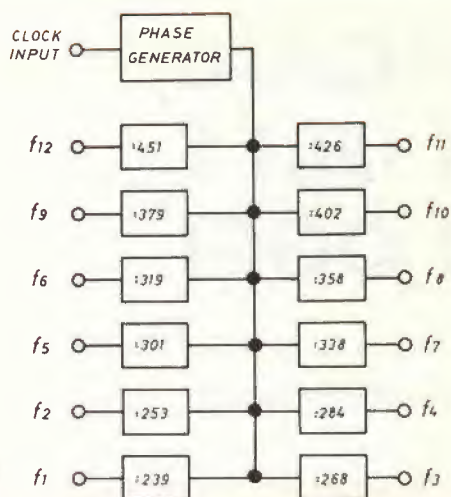 CLOCK INPUT
PHASE GENERATOR
f12 :451 :426 f11
f9 :379 :402 f10
f6 :319 :358 f8
f5 :301 :338 f7
f2 :253 :284 f4
f1 :239 :268 f3